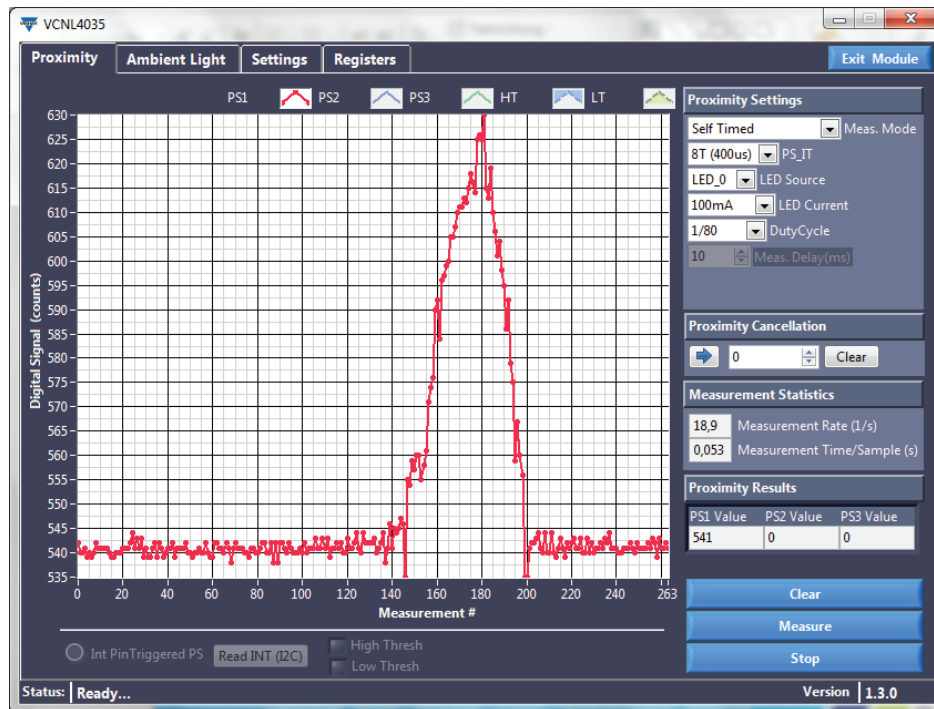 VCNL4035
Proximity Ambient Light Settings Registers Exit Module
PS1 PS2 PS3 HT LT
Digital Signal (counts)
630
625
620
615
610
605
600
595
590
585
580
575
570
565
560
555
550
545
540
535
0 20 40 60 80 100 120 140 160 180 200 220 240 263
Measurement #
Int PinTriggered PS Read INT (I2C)
High Thresh
Low Thresh
Proximity Settings
Self Timed Meas. Mode
8T (400us) PS_IT
LED_0 LED Source
100mA LED Current
1/80 DutyCycle
10 Meas. Delay(ms)
Proximity Cancellation
0 Clear
Measurement Statistics
18,9 Measurement Rate (1/s)
0,053 Measurement Time/Sample (s)
Proximity Results
PS1 Value PS2 Value PS3 Value
541 0 0
Clear
Measure
Stop
Status: Ready... Version 1.3.0